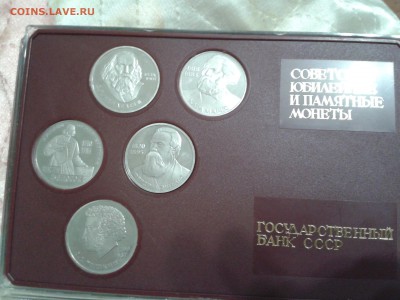 COINS.LAVE.RU
СОВЕТСКИЕ
ЮБИЛЕЙНЫЕ
И ПАМЯТНЫЕ
МОНЕТЫ
ГОСУДАРСТВЕННЫЙ
БАНК СССР